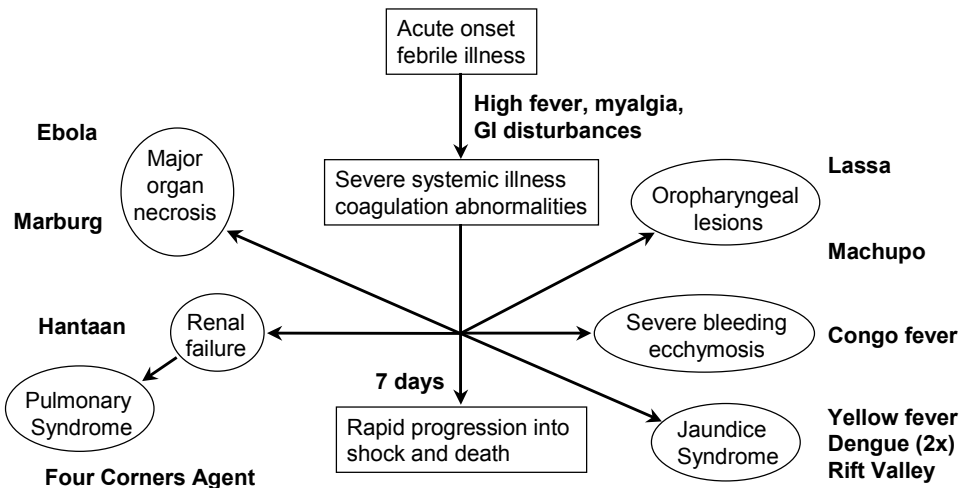 Acute onset
febrile illness
High fever, myalgia,
GI disturbances
Ebola
Major
organ
necrosis
Marburg
Severe systemic illness
coagulation abnormalities
Lassa
Oropharyngeal
lesions
Machupo
Hantaan
Renal
failure
Severe bleeding
ecchymosis
Congo fever
Pulmonary
Syndrome
Four Corners Agent
7 days
Rapid progression into
shock and death
Jaundice
Syndrome
Yellow fever
Dengue (2x)
Rift Valley